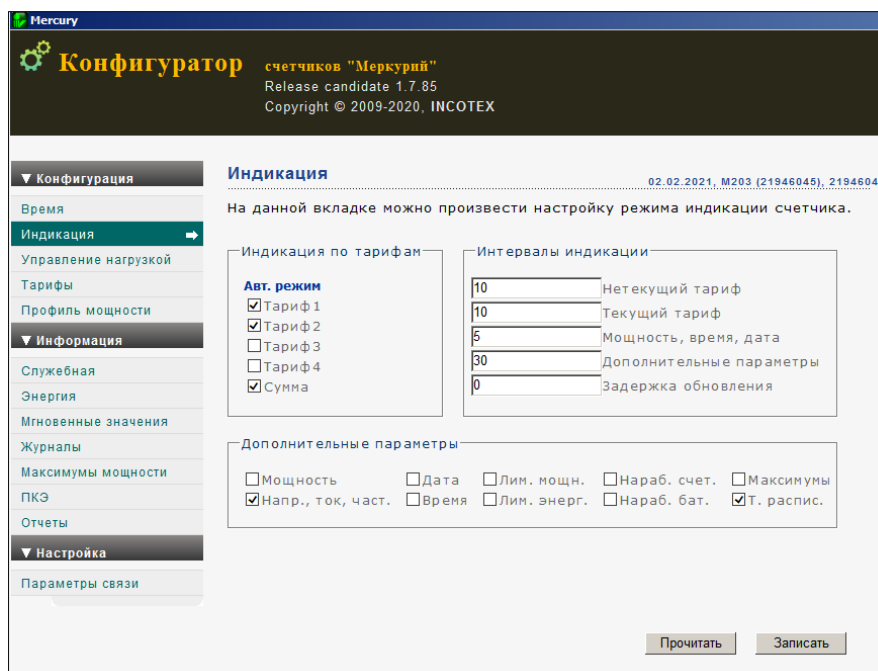 Mercury
Конфигуратор счетчиков "Меркурий"
Release candidate 1.7.85
Copyright © 2009-2020, INCOTEX
▼ Конфигурация
Время
Индикация
Управление нагрузкой
Тарифы
Профиль мощности
▼ Информация
Служебная
Энергия
Мгновенные значения
Журналы
Максимумы мощности
ПКЭ
Отчеты
▼ Настройка
Параметры связи
Индикация
02.02.2021, M203 (21946045), 2194604
На данной вкладке можно произвести настройку режима индикации счетчика.
Индикация по тарифам
Авт. режим
Тариф 1
Тариф 2
Тариф 3
Тариф 4
Сумма
Интервалы индикации
10 Нетекущий тариф
10 Текущий тариф
5 Мощность, время, дата
30 Дополнительные параметры
0 Задержка обновления
Дополнительные параметры
Мощность Дата Лим. мощн. Нараб. счет. Максимумы
Напр., ток, част. Время Лим. энерг. Нараб. бат. Т. распис.
Прочитать Записать